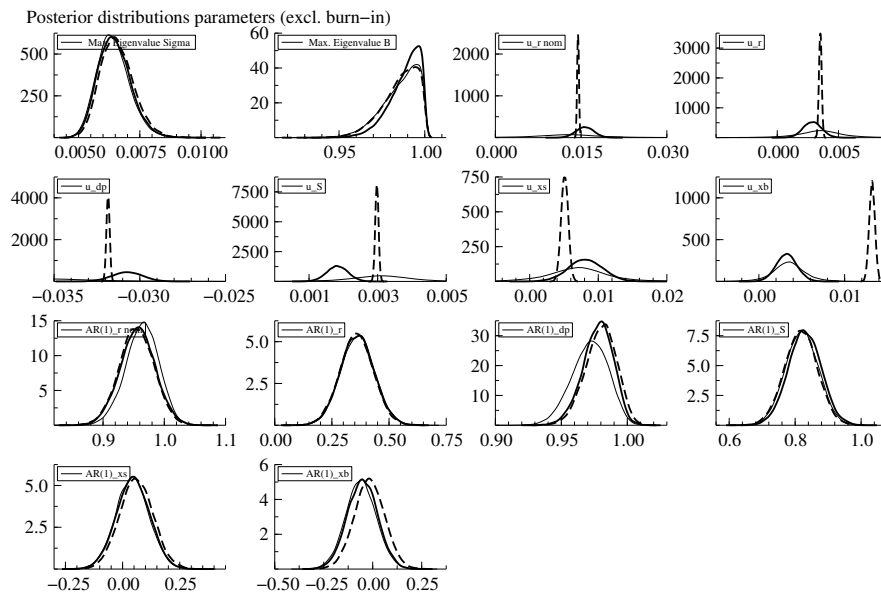 Posterior distributions parameters (excl. burn-in)
Max. Eigenvalue Sigma
500
250
0.0050 0.0075 0.0100
Max. Eigenvalue B
60
40
20
0.95 1.00
u_r nom
2000
1000
0.000 0.015 0.030
u_r
3000
2000
1000
0.000 0.005
u_dp
4000
2000
−0.035 −0.030 −0.025
u_S
7500
5000
2500
0.001 0.003 0.005
u_xs
750
500
250
0.00 0.01 0.02
u_xb
1000
500
0.00 0.01
AR(1)_r nom
15
10
5
0.9 1.0 1.1
AR(1)_r
5.0
2.5
0.00 0.25 0.50 0.75
AR(1)_dp
30
20
10
0.90 0.95 1.00
AR(1)_S
7.5
5.0
2.5
0.6 0.8 1.0
AR(1)_xs
5.0
2.5
−0.25 0.00 0.25
AR(1)_xb
6
4
2
−0.50 −0.25 0.00 0.25